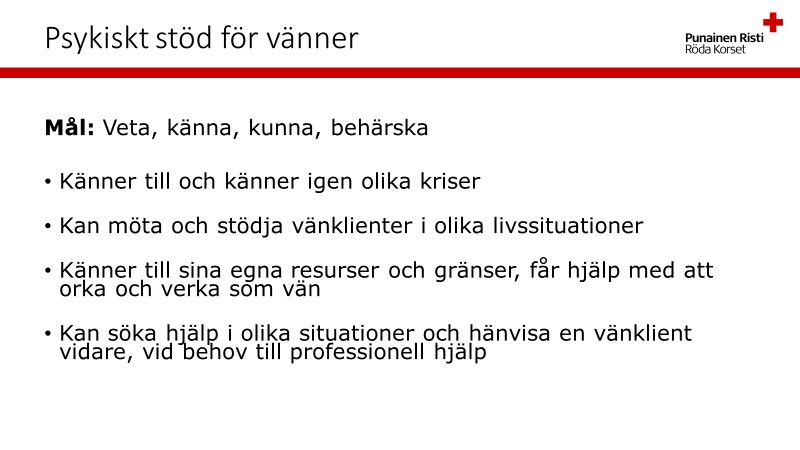 Psykiskt stöd för vänner
Punainen Risti
Röda Korset
Mål: Veta, känna, kunna, behärska
• Känner till och känner igen olika kriser
• Kan möta och stödja vänklienter i olika livssituationer
• Känner till sina egna resurser och gränser, får hjälp med att
orka och verka som vän
• Kan söka hjälp i olika situationer och hänvisa en vänklient
vidare, vid behov till professionell hjälp